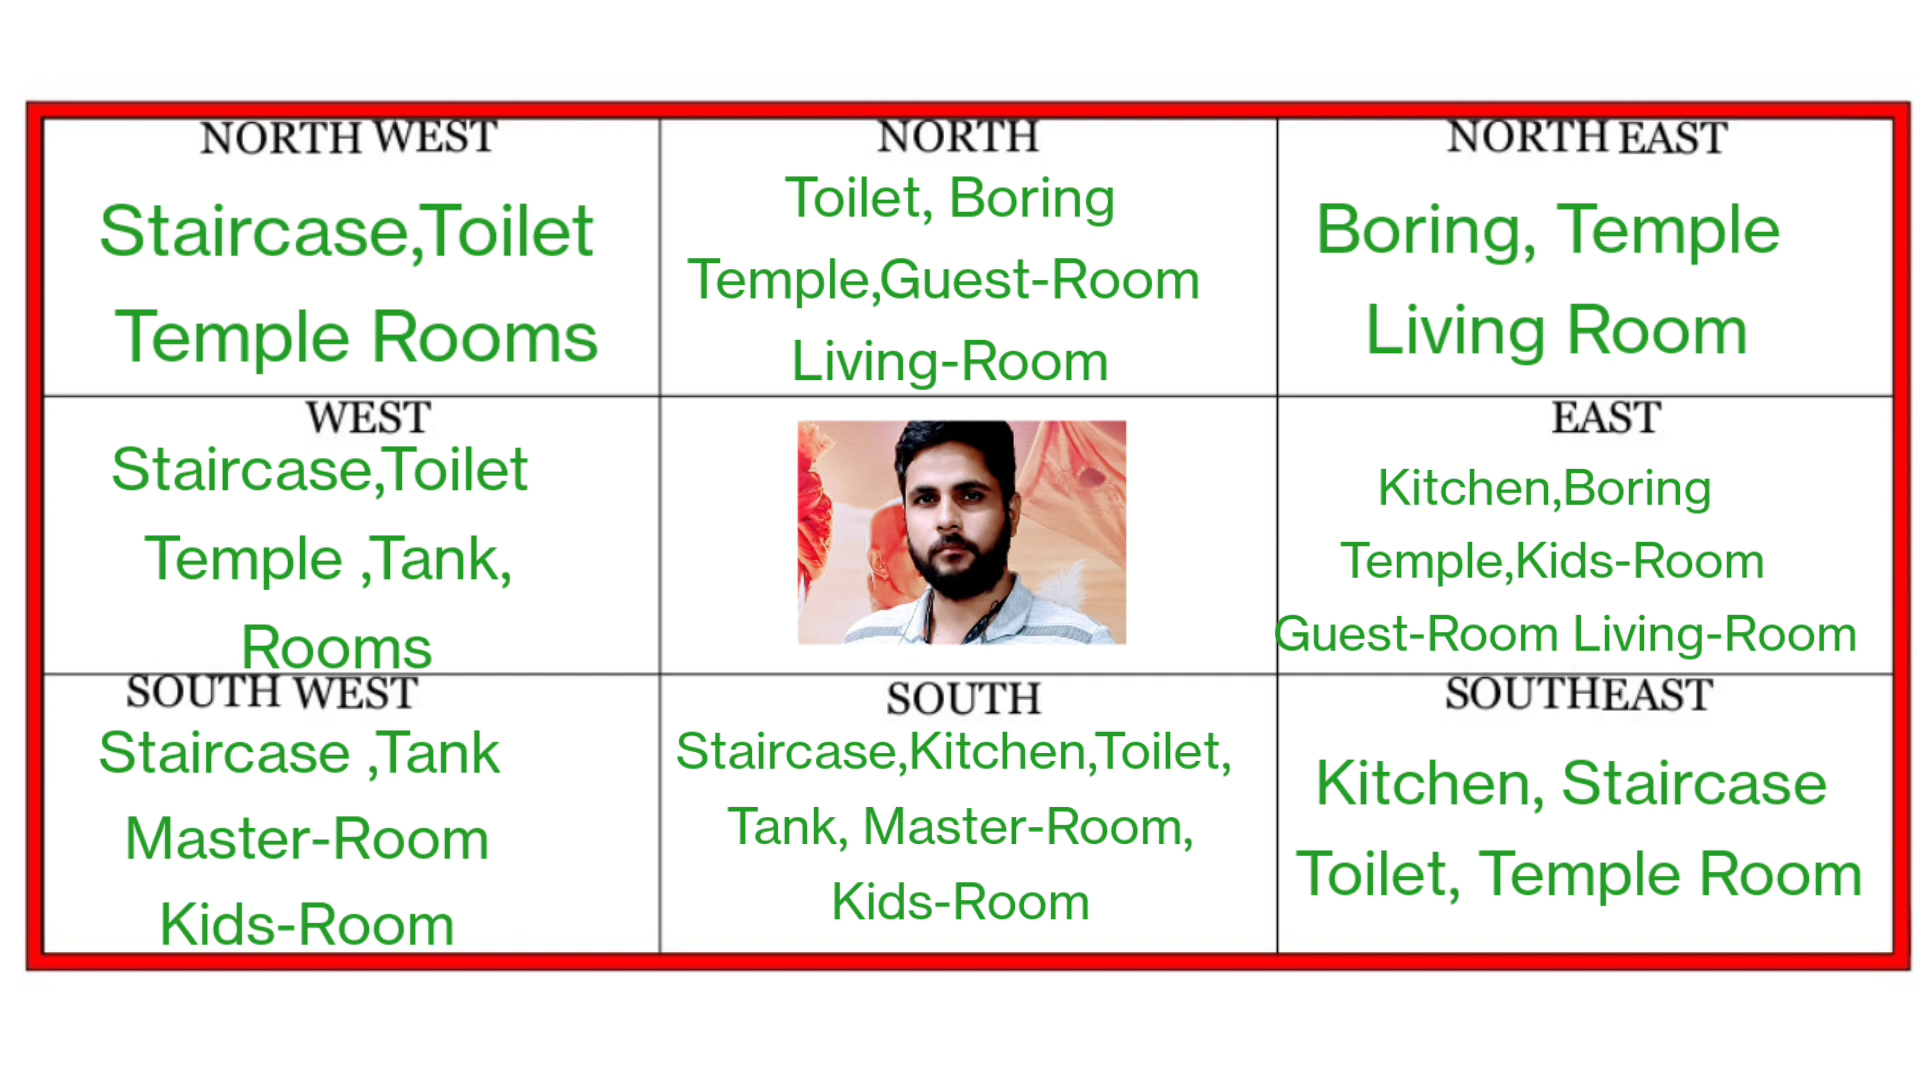 NORTH WEST
Staircase,Toilet
Temple Rooms
NORTH
Toilet, Boring
Temple,Guest-Room
Living-Room
NORTH EAST
Boring, Temple
Living Room
WEST
Staircase,Toilet
Temple ,Tank,
Rooms
EAST
Kitchen,Boring
Temple,Kids-Room
Guest-Room Living-Room
SOUTH WEST
Staircase ,Tank
Master-Room
Kids-Room
SOUTH
Staircase,Kitchen,Toilet,
Tank, Master-Room,
Kids-Room
SOUTHEAST
Kitchen, Staircase
Toilet, Temple Room